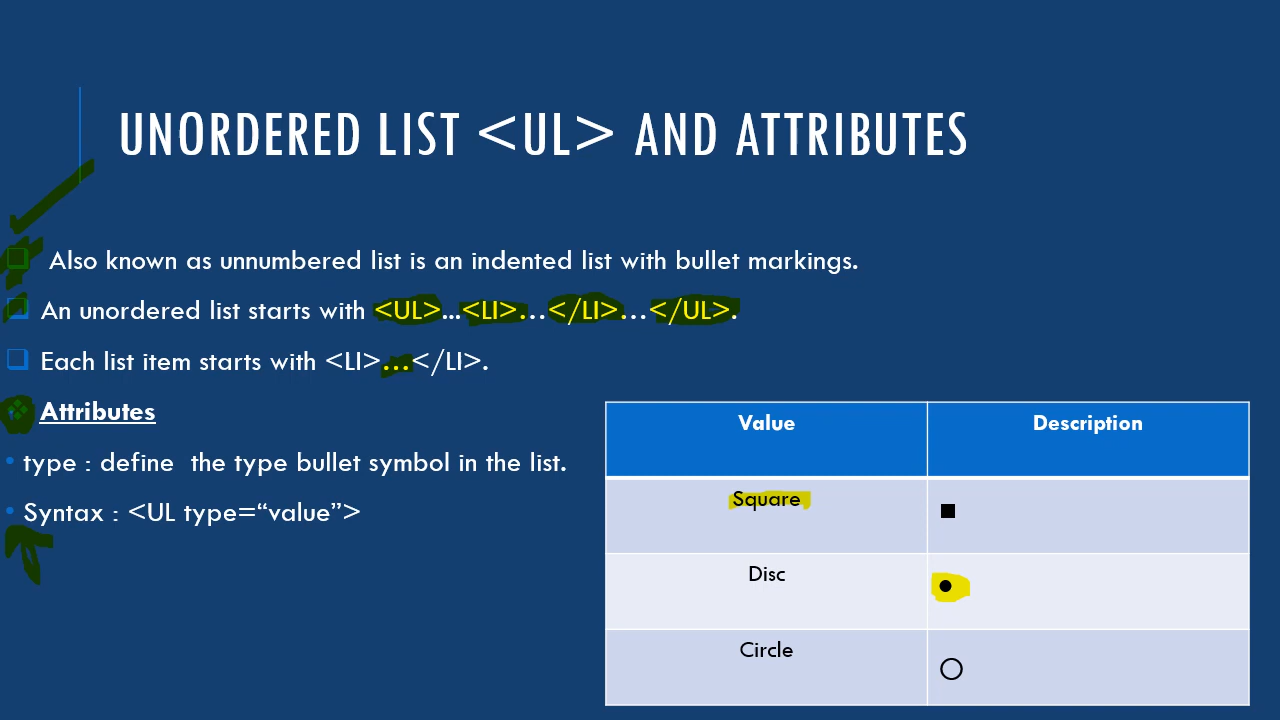 UNORDERED LIST <UL> AND ATTRIBUTES
Also known as unnumbered list is an indented list with bullet markings.
An unordered list starts with <UL>...<LI>...</LI>...</UL>.
Each list item starts with <LI>...</LI>.
Attributes
type : define  the type bullet symbol in the list.
Syntax : <UL type=“value”>
Value Description
Square ■
Disc ●
Circle ○